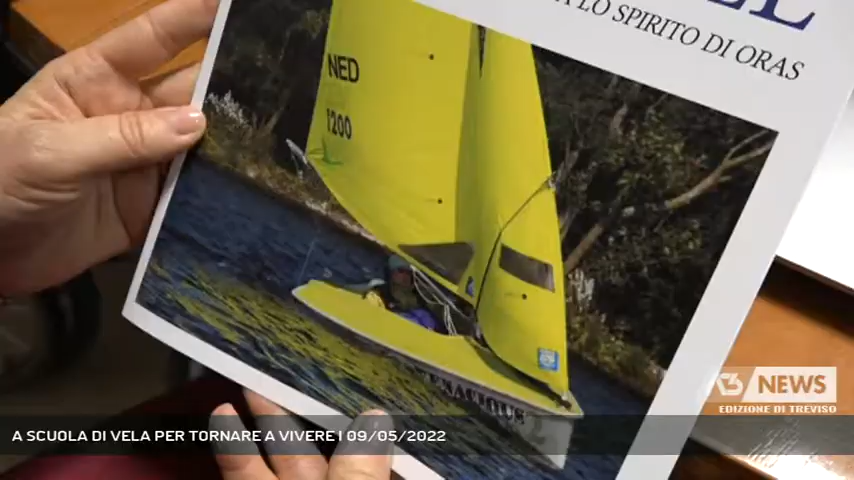 LO SPIRITO DI ORAS
NED
1200
TENACIOUS
NEWS
EDIZIONE DI TREVISO
A SCUOLA DI VELA PER TORNARE A VIVERE | 09/05/2022